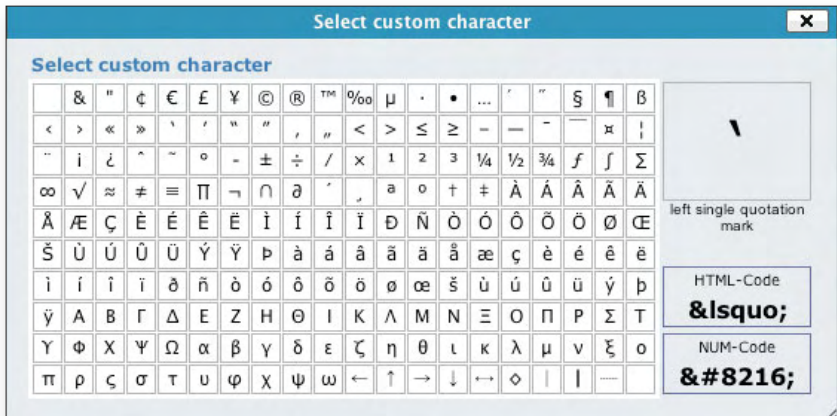 Select custom character
Select custom character
& " ¢ € £ ¥ © ® ™ ‰ µ · • … ′ ″ § ¶ ß
‹ › « » ‘ ’ “ ” ‚ „ < > ≤ ≥ – — ¯ ‾ ¤ ¦
¨ ¡ ¿ ˆ ˜ ° − ± ÷ ⁄ × ¹ ² ³ ¼ ½ ¾ ƒ ∫ ∑
∞ √ ≈ ≠ ≡ ∏ ¬ ∩ ∂ ´ ¸ ª º † ‡ À Á Â Ã Ä
Å Æ Ç È É Ê Ë Ì Í Î Ï Ð Ñ Ò Ó Ô Õ Ö Ø Œ
Š Ù Ú Û Ü Ý Ÿ Þ à á â ã ä å æ ç è é ê ë
ì í î ï ð ñ ò ó ô õ ö ø œ š ù ú û ü ý þ
ÿ Α Β Γ Δ Ε Ζ Η Θ Ι Κ Λ Μ Ν Ξ Ο Π Ρ Σ Τ
Υ Φ Χ Ψ Ω α β γ δ ε ζ η θ ι κ λ μ ν ξ ο
π ρ ς σ τ υ φ χ ψ ω ← ↑ → ↓ ↔ ◊
‘
left single quotation
mark
HTML-Code
&lsquo;
NUM-Code
&#8216;